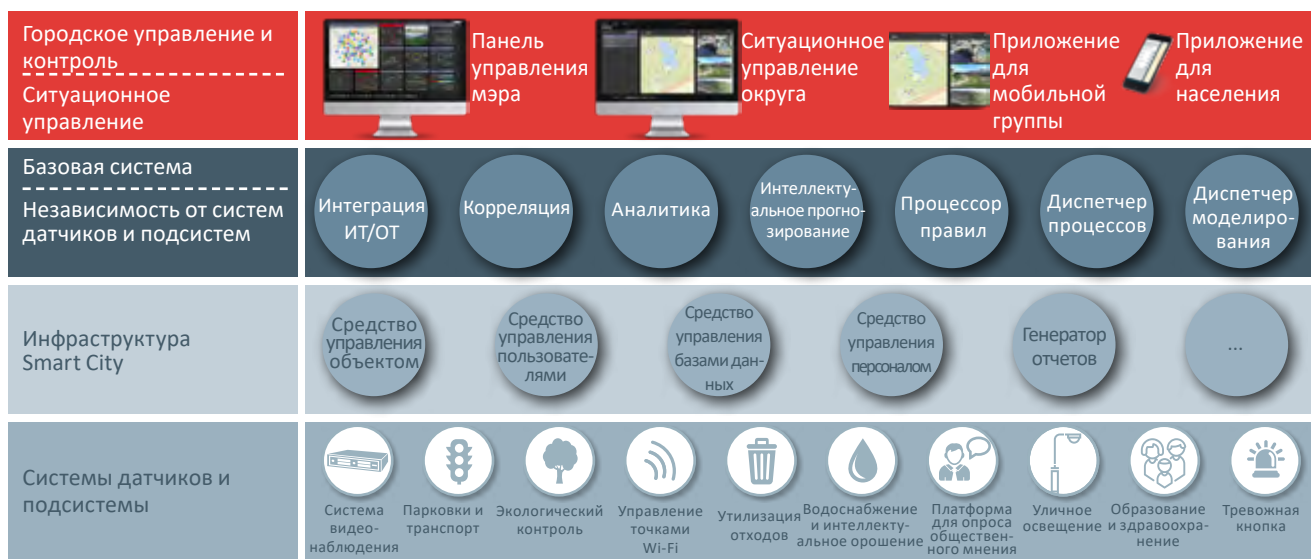 Городское управление и
контроль
Ситуационное
управление
Панель
управления
мэра
Ситуационное
управление
округа
Приложение
для
мобильной
группы
Приложение
для
населения
Базовая система
Независимость от систем
датчиков и подсистем
Интеграция
ИТ/ОТ
Корреляция
Аналитика
Интеллекту-
альное прогно-
зирование
Процессор
правил
Диспетчер
процессов
Диспетчер
моделиро-
вания
Инфраструктура
Smart City
Средство
управления
объектом
Средство
управления
пользовате-
лями
Средство
управления
базами дан-
ных
Средство
управления
персоналом
Генератор
отчетов
...
Системы датчиков и
подсистемы
Система
видео-
наблюдения
Парковки и
транспорт
Экологический
контроль
Управление
точками
Wi-Fi
Утилизация
отходов
Водоснабжение
и интеллекту-
альное орошение
Платформа
для опроса
обществен-
ного мнения
Уличное
освещение
Образование
и здравоохра-
нение
Тревожная
кнопка